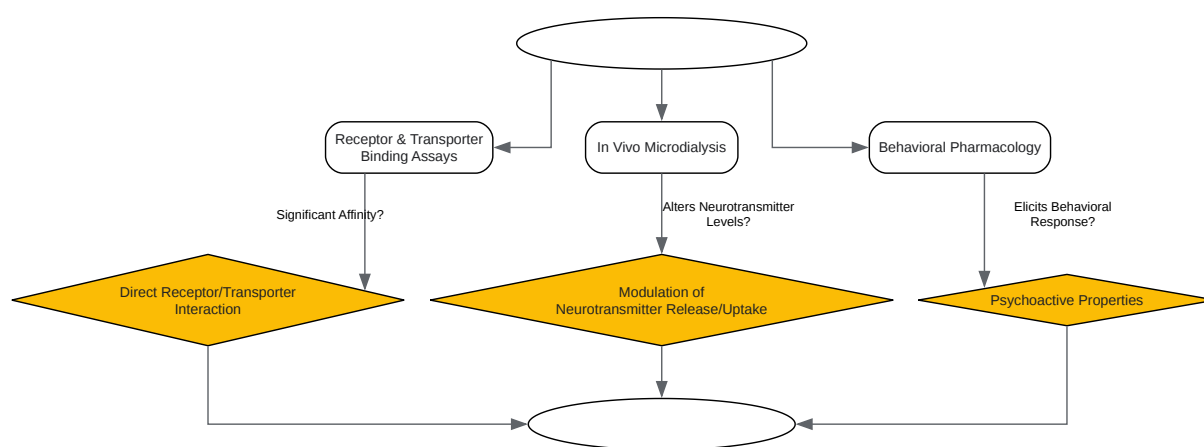 Receptor & Transporter
Binding Assays
In Vivo Microdialysis
Behavioral Pharmacology
Significant Affinity?
Alters Neurotransmitter
Levels?
Elicits Behavioral
Response?
Direct Receptor/Transporter
Interaction
Modulation of
Neurotransmitter Release/Uptake
Psychoactive Properties